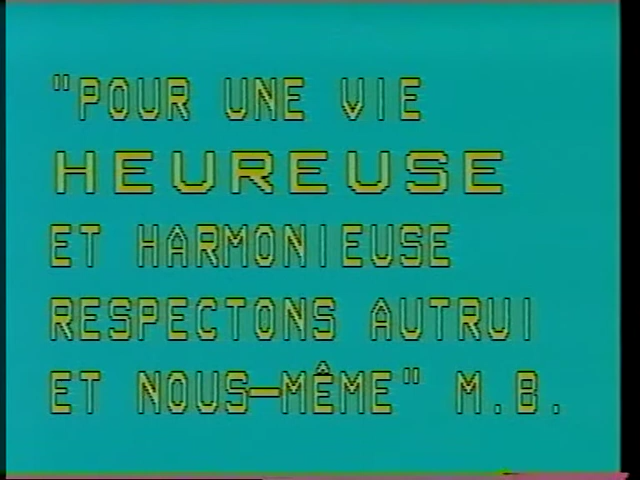 "POUR UNE VIE
HEUREUSE
ET HARMONIEUSE
RESPECTONS AUTRUI
ET NOUS—MÊME" M.B.